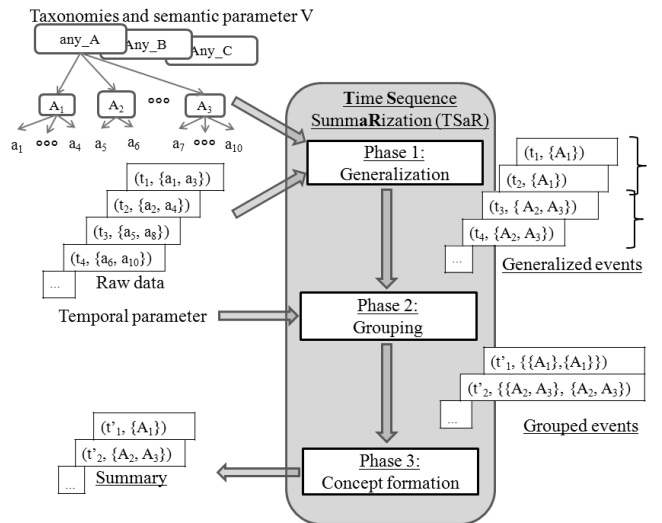 Taxonomies and semantic parameter V
any_A
Any_B
Any_C
A1
A2
A3
a1
a4
a5
a6
a7
a10
Time Sequence
SummaRization (TSaR)
Phase 1:
Generalization
(t1, {a1, a3})
(t2, {a2, a4})
(t3, {a5, a8})
(t4, {a6, a10})
...
Raw data
(t1, {A1})
(t2, {A1})
(t3, { A2, A3})
(t4, {A2, A3})
...
Generalized events
Temporal parameter
Phase 2:
Grouping
(t'1, {{A1},{A1}})
(t'2, {{A2, A3}, {A2, A3})
...
Grouped events
(t'1, {A1})
(t'2, {A2, A3})
...
Summary
Phase 3:
Concept formation